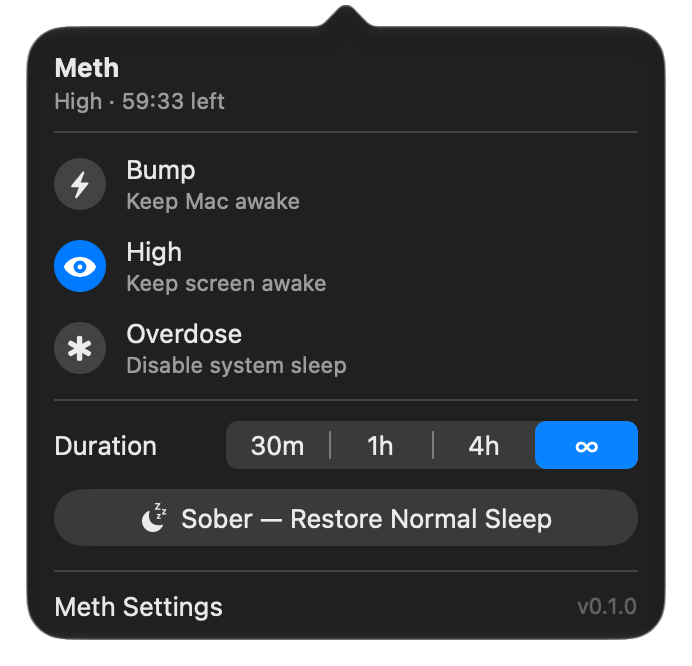 Meth
High · 59:33 left
Bump
Keep Mac awake
High
Keep screen awake
Overdose
Disable system sleep
Duration 30m 1h 4h ∞
Sober — Restore Normal Sleep
Meth Settings v0.1.0